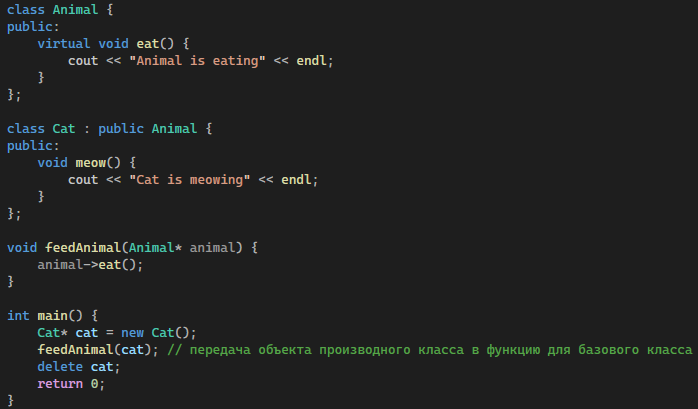 class Animal {
public:
    virtual void eat() {
        cout << "Animal is eating" << endl;
    }
};

class Cat : public Animal {
public:
    void meow() {
        cout << "Cat is meowing" << endl;
    }
};

void feedAnimal(Animal* animal) {
    animal->eat();
}

int main() {
    Cat* cat = new Cat();
    feedAnimal(cat); // передача объекта производного класса в функцию для базового класса
    delete cat;
    return 0;
}